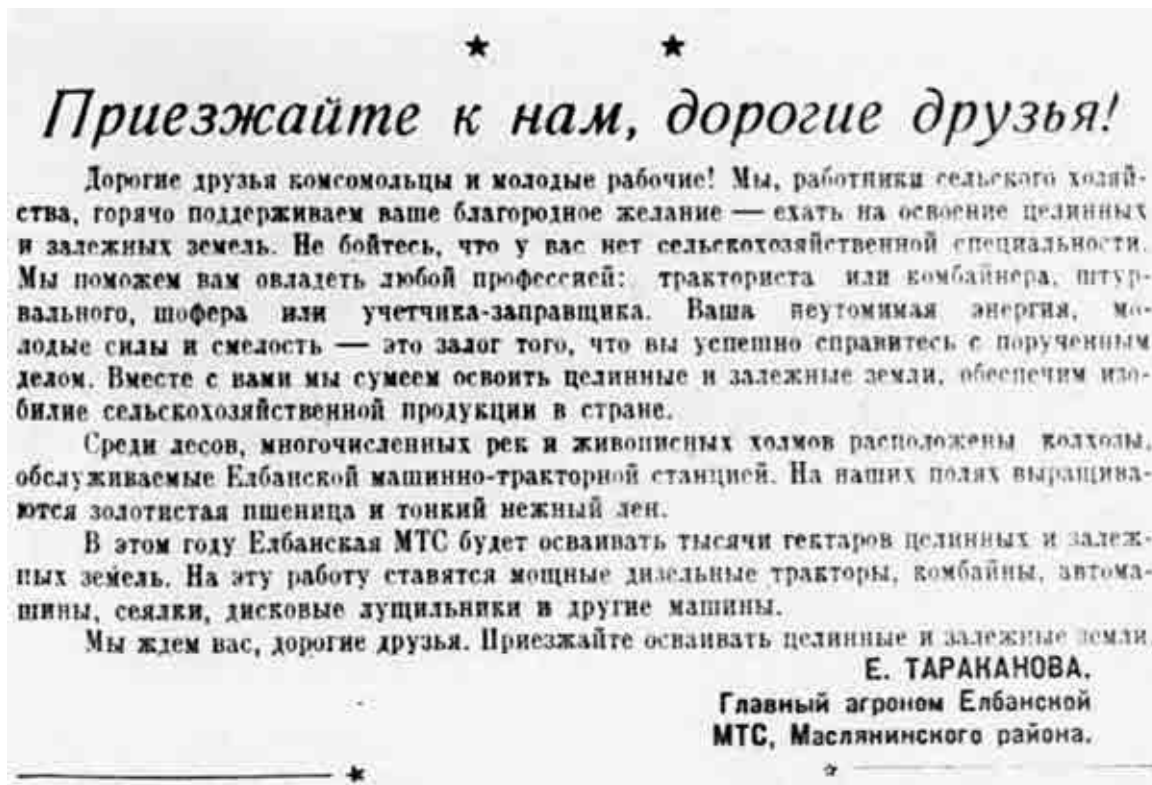 Приезжайте к нам, дорогие друзья!
Дорогие друзья комсомольцы и молодые рабочие! Мы, работники сельского хозяй-
ства, горячо поддерживаем ваше благородное желание — ехать на освоение целинных
и залежных земель. Не бойтесь, что у вас нет сельскохозяйственной специальности.
Мы поможем вам овладеть любой профессией: тракториста или комбайнера, штур-
вального, шофера или учетчика-заправщика. Ваша неутомимая энергия, мо-
лодые силы и смелость — это залог того, что вы успешно справитесь с порученным
делом. Вместе с вами мы сумеем освоить целинные и залежные земли, обеспечим изо-
билие сельскохозяйственной продукции в стране.
Среди лесов, многочисленных рек и живописных холмов расположены колхозы,
обслуживаемые Елбанской машинно-тракторной станцией. На наших полях выращива-
ются золотистая пшеница и тонкий нежный лен.
В этом году Елбанская МТС будет осваивать тысячи гектаров целинных и залеж-
ных земель. На эту работу ставятся мощные дизельные тракторы, комбайны, автома-
шины, сеялки, дисковые лущильники и другие машины.
Мы ждем вас, дорогие друзья. Приезжайте осваивать целинные и залежные земли.
Е. ТАРАКАНОВА.
Главный агроном Елбанской
МТС, Маслянинского района.